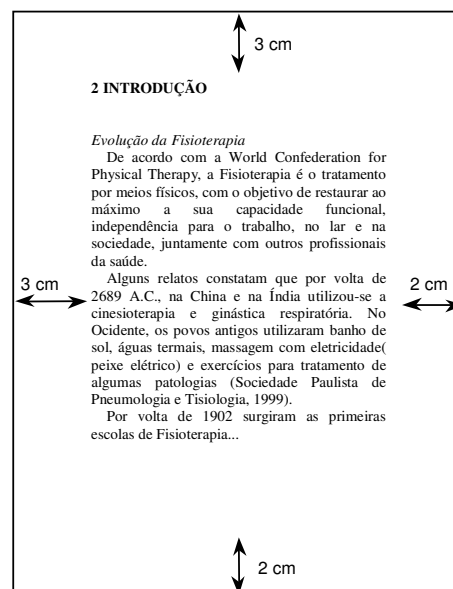 3 cm
2 INTRODUÇÃO
Evolução da Fisioterapia
De acordo com a World Confederation for
Physical Therapy, a Fisioterapia é o tratamento
por meios físicos, com o objetivo de restaurar ao
máximo a sua capacidade funcional,
independência para o trabalho, no lar e na
sociedade, juntamente com outros profissionais
da saúde.
Alguns relatos constatam que por volta de
3 cm
2 cm
2689 A.C., na China e na Índia utilizou-se a
cinesioterapia e ginástica respiratória. No
Ocidente, os povos antigos utilizaram banho de
sol, águas termais, massagem com eletricidade(
peixe elétrico) e exercícios para tratamento de
algumas patologias (Sociedade Paulista de
Pneumologia e Tisiologia, 1999).
Por volta de 1902 surgiram as primeiras
escolas de Fisioterapia...
2 cm